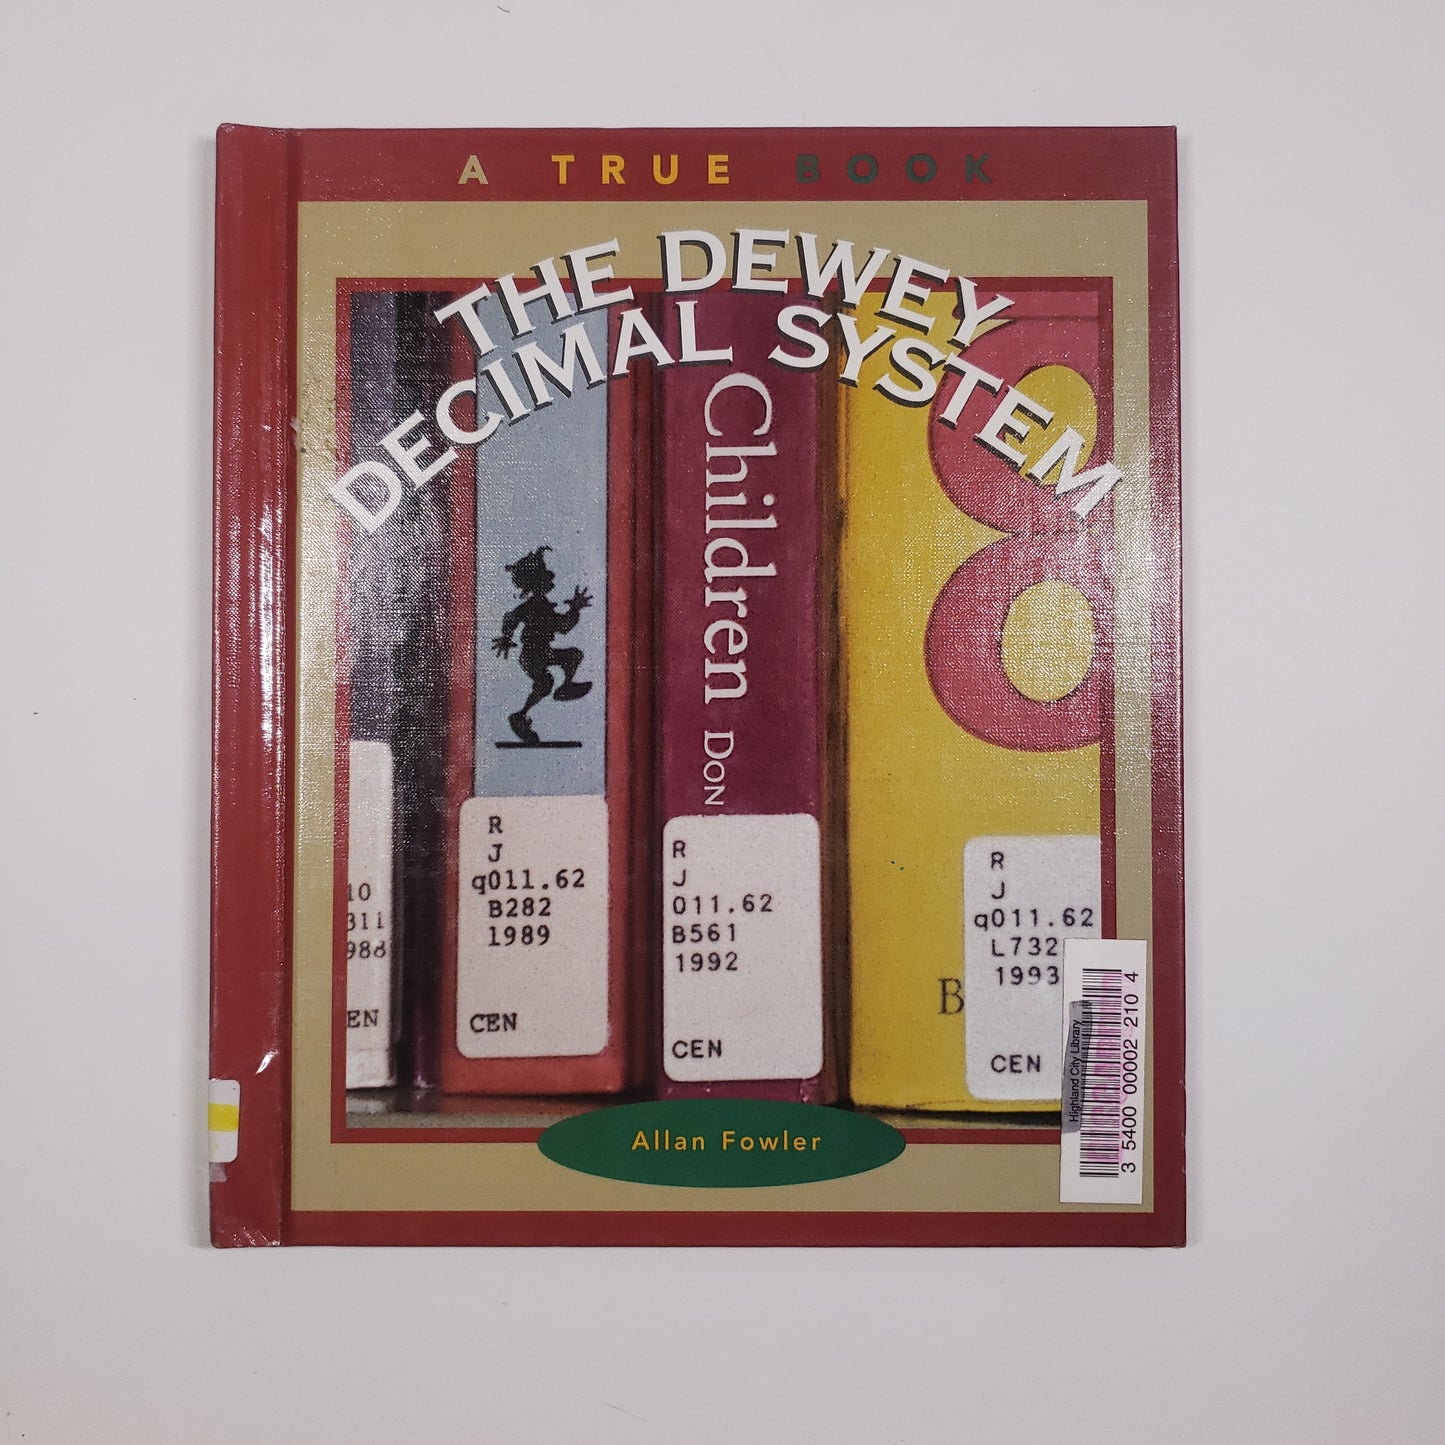 A TRUE BOOK
THE DEWEY
DECIMAL SYSTEM
Children DON
8
10
311
988
EN
R
J
q011.62
B282
1989
CEN
R
J
011.62
B561
1992
CEN
B
R
J
q011.62
L732
1993
CEN
Allan Fowler
Highland City Library
3 5400 00002 210 4